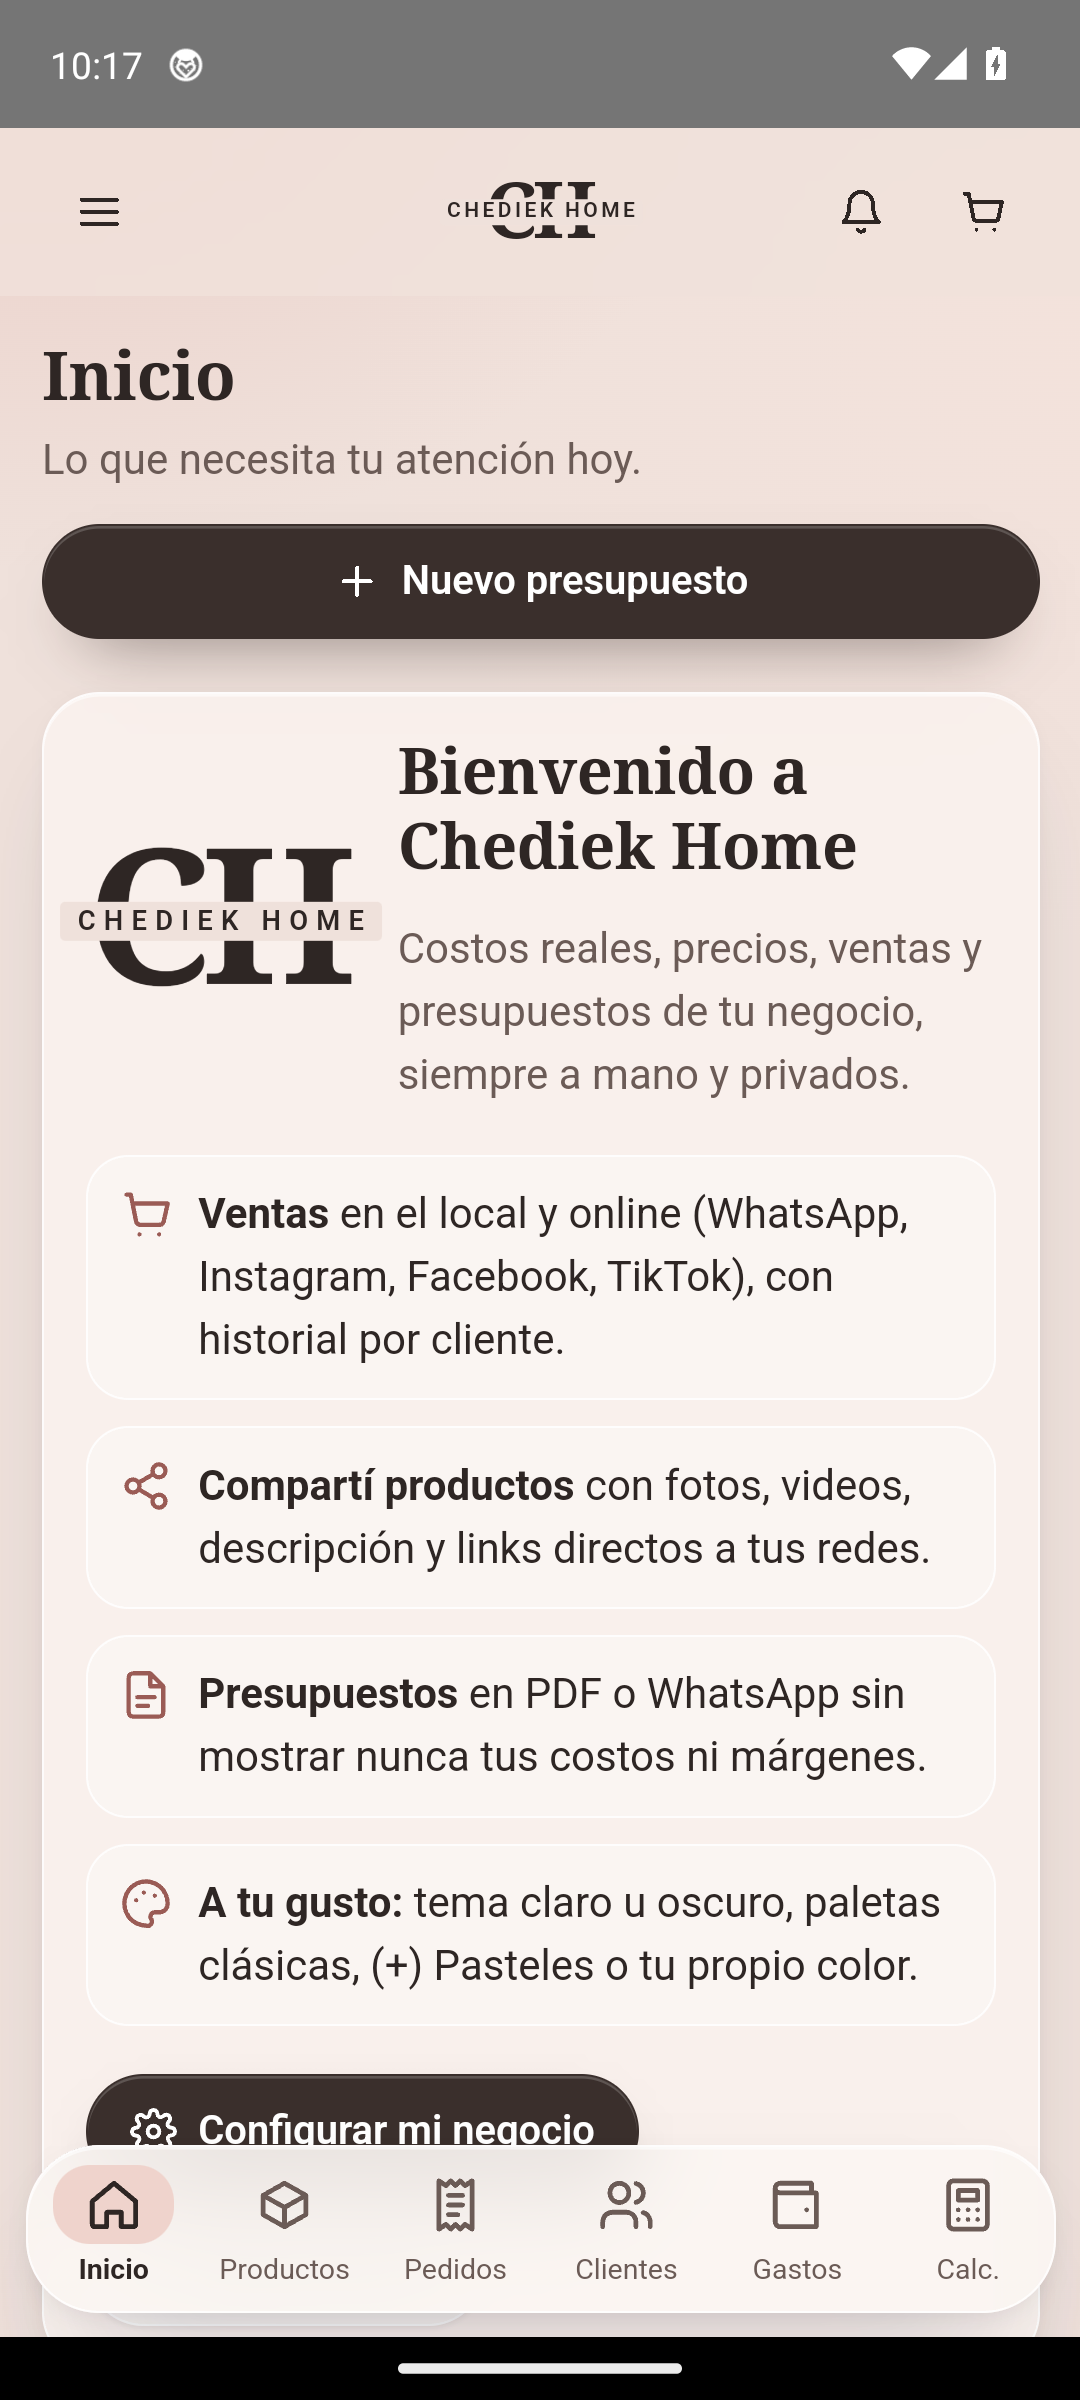 10:17
CH
CHEDIEK HOME
Inicio
Lo que necesita tu atención hoy.
Nuevo presupuesto
CH
CHEDIEK HOME
Bienvenido a
Chediek Home
Costos reales, precios, ventas y
presupuestos de tu negocio,
siempre a mano y privados.
Ventas en el local y online (WhatsApp,
Instagram, Facebook, TikTok), con
historial por cliente.
Compartí productos con fotos, videos,
descripción y links directos a tus redes.
Presupuestos en PDF o WhatsApp sin
mostrar nunca tus costos ni márgenes.
A tu gusto: tema claro u oscuro, paletas
clásicas, (+) Pasteles o tu propio color.
Configurar mi negocio
Inicio
Productos
Pedidos
Clientes
Gastos
Calc.